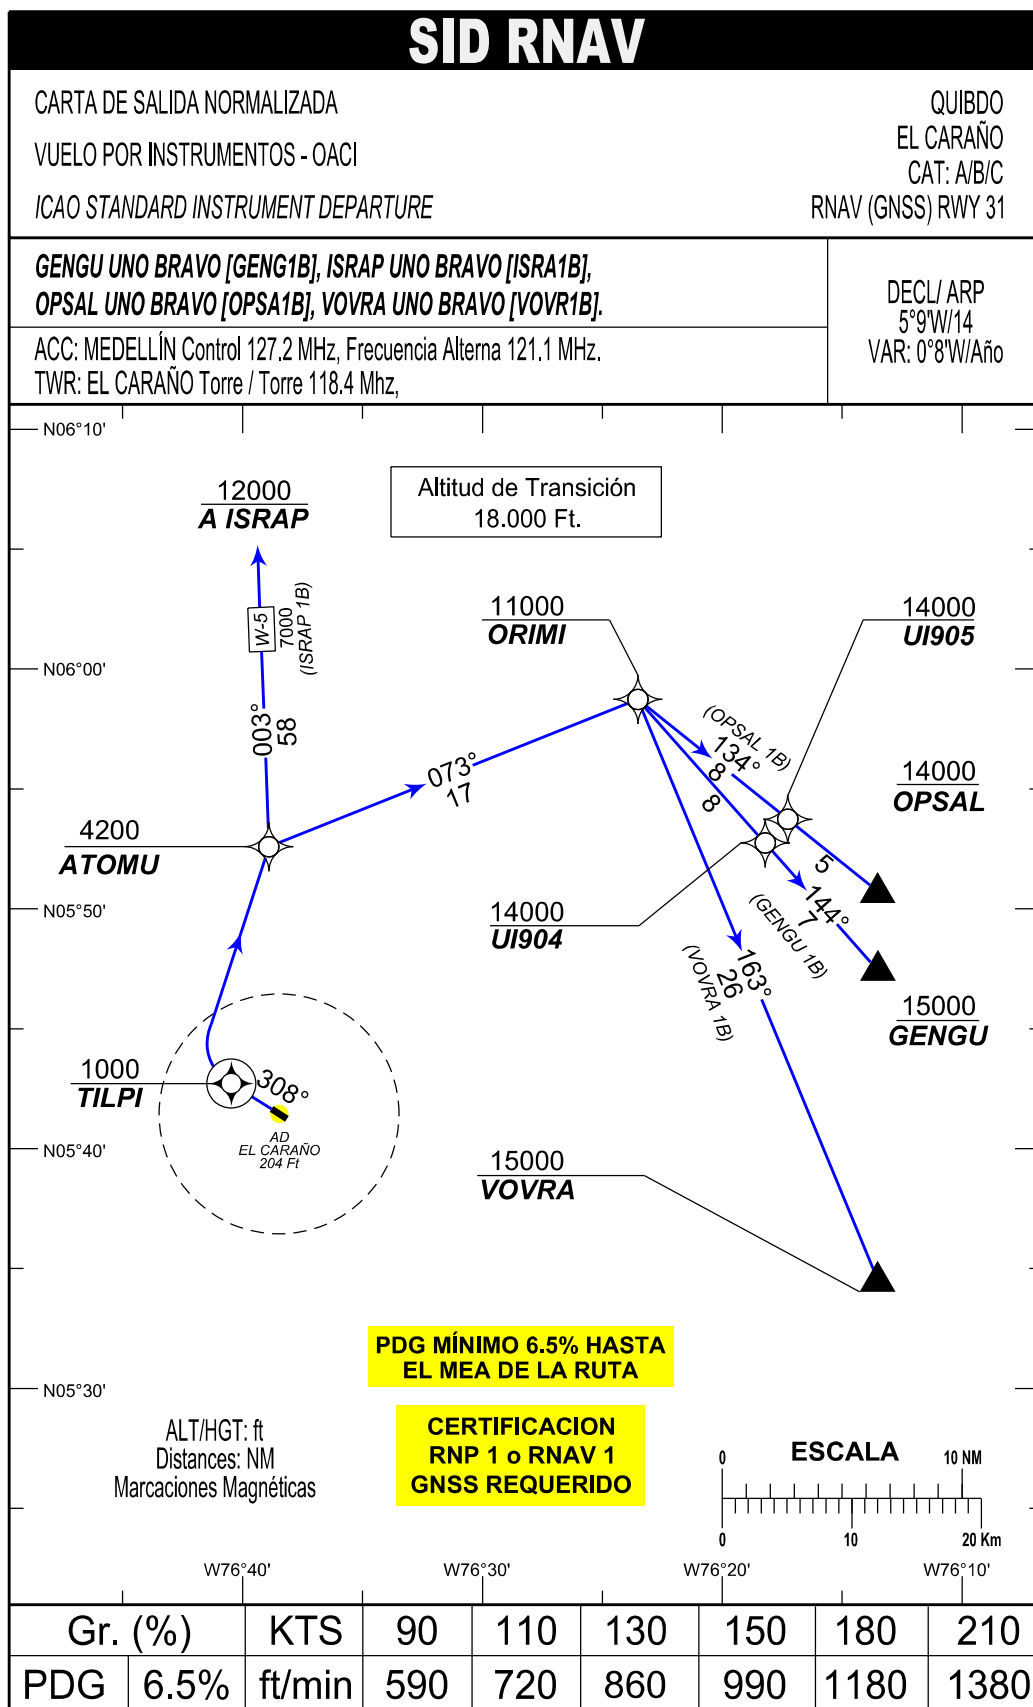 SID RNAV
CARTA DE SALIDA NORMALIZADA
VUELO POR INSTRUMENTOS - OACI
ICAO STANDARD INSTRUMENT DEPARTURE
QUIBDO
EL CARAÑO
CAT: A/B/C
RNAV (GNSS) RWY 31
GENGU UNO BRAVO [GENG1B], ISRAP UNO BRAVO [ISRA1B],
OPSAL UNO BRAVO [OPSA1B], VOVRA UNO BRAVO [VOVR1B].
ACC: MEDELLÍN Control 127.2 MHz, Frecuencia Alterna 121.1 MHz.
TWR: EL CARAÑO Torre / Torre 118.4 Mhz,
DECL/ ARP
5°9'W/14
VAR: 0°8'W/Año
N06°10'
12000
A ISRAP
Altitud de Transición
18.000 Ft.
W-5
7000
(ISRAP 1B)
11000
ORIMI
14000
UI905
N06°00'
003°
58
(OPSAL 1B)
134°
8
073°
17
8
14000
OPSAL
4200
ATOMU
5
N05°50'
14000
UI904
144°
7
(GENGU 1B)
163°
26
(VOVRA 1B)
15000
GENGU
1000
TILPI
308°
AD
EL CARAÑO
204 Ft
N05°40'
15000
VOVRA
PDG MÍNIMO 6.5% HASTA
EL MEA DE LA RUTA
N05°30'
ALT/HGT: ft
Distances: NM
Marcaciones Magnéticas
CERTIFICACION
RNP 1 o RNAV 1
GNSS REQUERIDO
0 ESCALA 10 NM
0 10 20 Km
W76°40' W76°30' W76°20' W76°10'
Gr. (%) KTS 90 110 130 150 180 210
PDG 6.5% ft/min 590 720 860 990 1180 1380